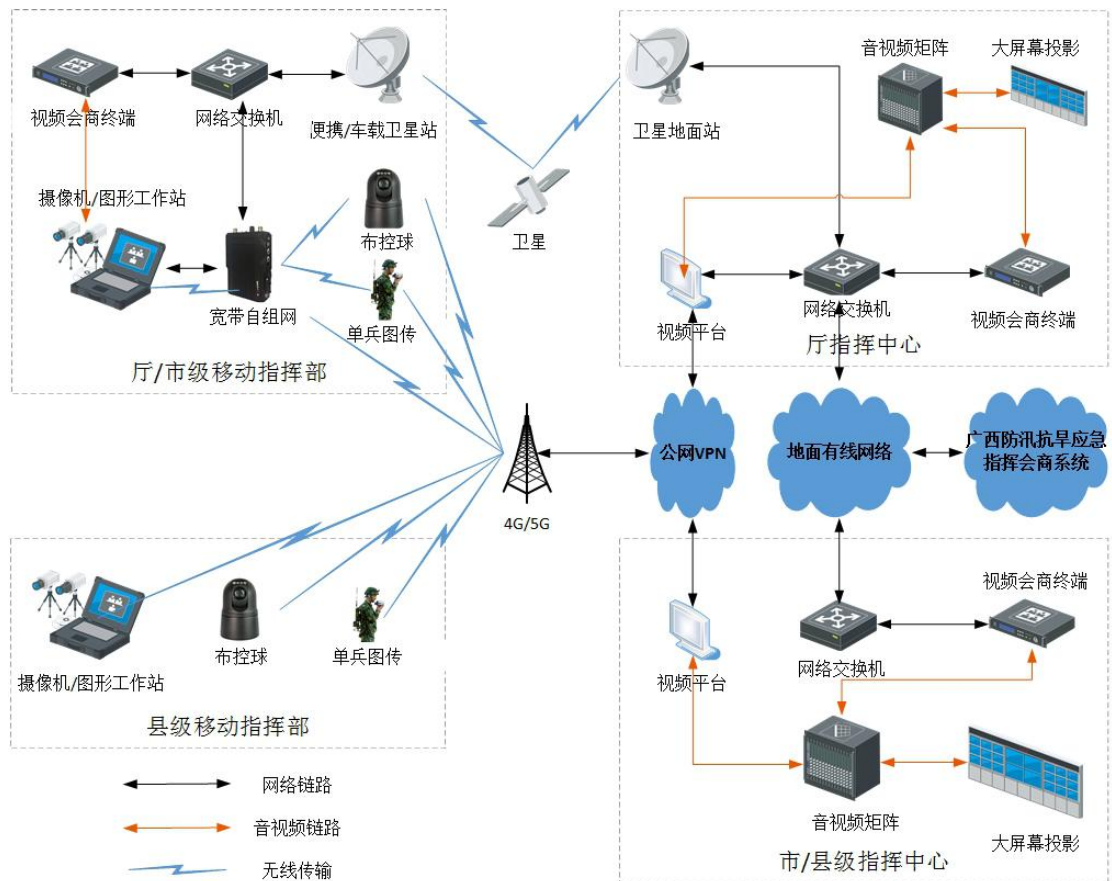 视频会商终端
网络交换机
便携/车载卫星站
摄像机/图形工作站
布控球
宽带自组网
单兵图传
厅/市级移动指挥部
卫星
卫星地面站
音视频矩阵
大屏幕投影
视频平台
网络交换机
视频会商终端
厅指挥中心
4G/5G
公网VPN
地面有线网络
广西防汛抗旱应急
指挥会商系统
摄像机/图形工作站
布控球
单兵图传
县级移动指挥部
视频平台
网络交换机
视频会商终端
音视频矩阵
大屏幕投影
市/县级指挥中心
网络链路
音视频链路
无线传输